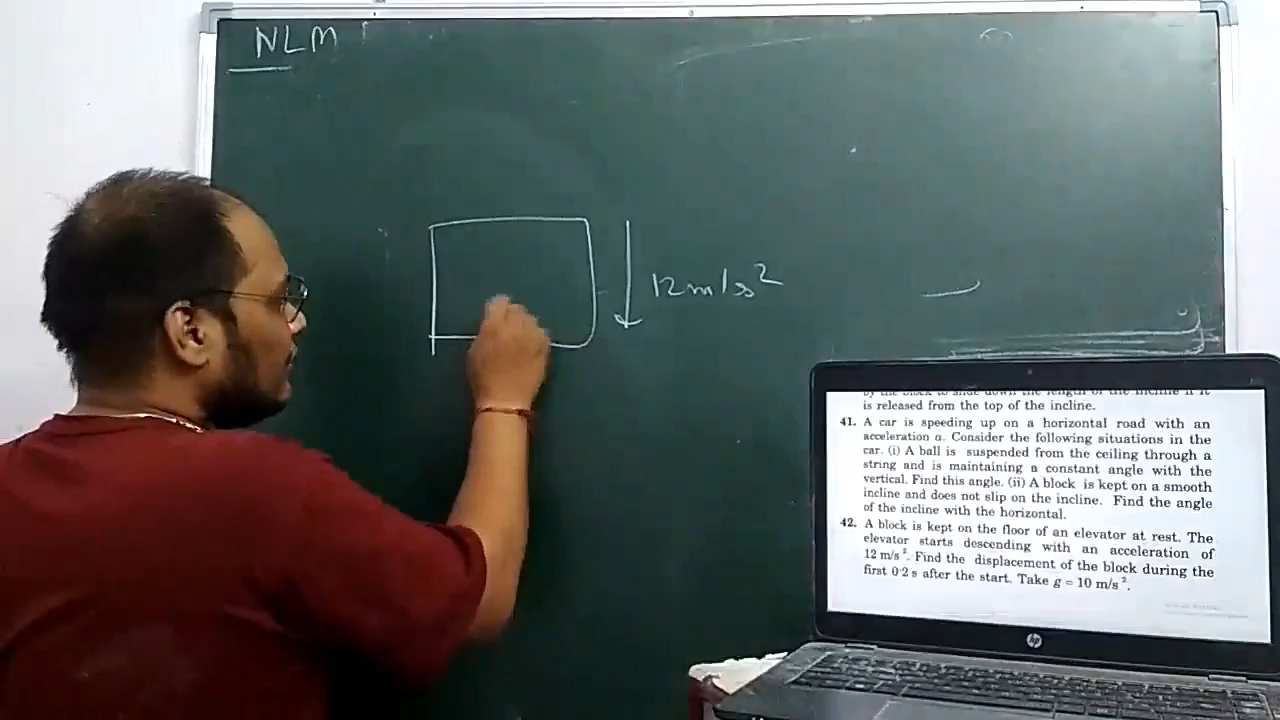 NLM
12m/s²
is released from the top of the incline.
41. A car is speeding up on a horizontal road with an
acceleration a. Consider the following situations in the
car. (i) A ball is suspended from the ceiling through a
string and is maintaining a constant angle with the
vertical. Find this angle. (ii) A block is kept on a smooth
incline and does not slip on the incline. Find the angle
of the incline with the horizontal.
42. A block is kept on the floor of an elevator at rest. The
elevator starts descending with an acceleration of
12 m/s². Find the displacement of the block during the
first 0·2 s after the start. Take g = 10 m/s².
hp